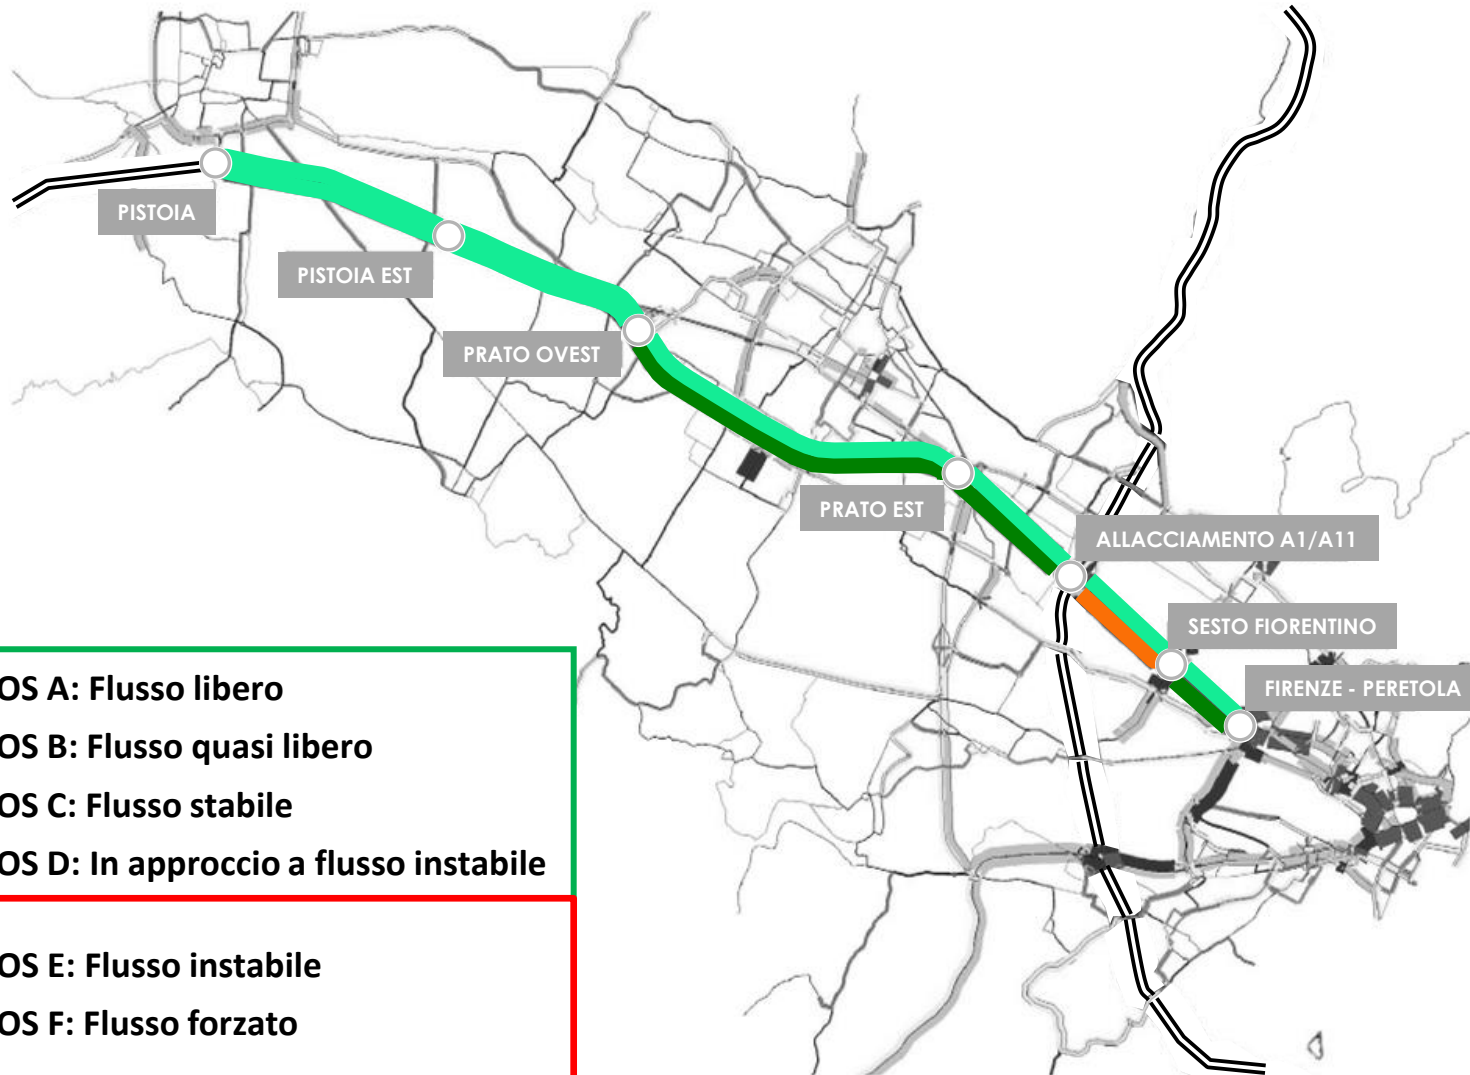 PISTOIA
PISTOIA EST
PRATO OVEST
PRATO EST
ALLACCIAMENTO A1/A11
SESTO FIORENTINO
FIRENZE - PERETOLA
OS A: Flusso libero
OS B: Flusso quasi libero
OS C: Flusso stabile
OS D: In approccio a flusso instabile
OS E: Flusso instabile
OS F: Flusso forzato